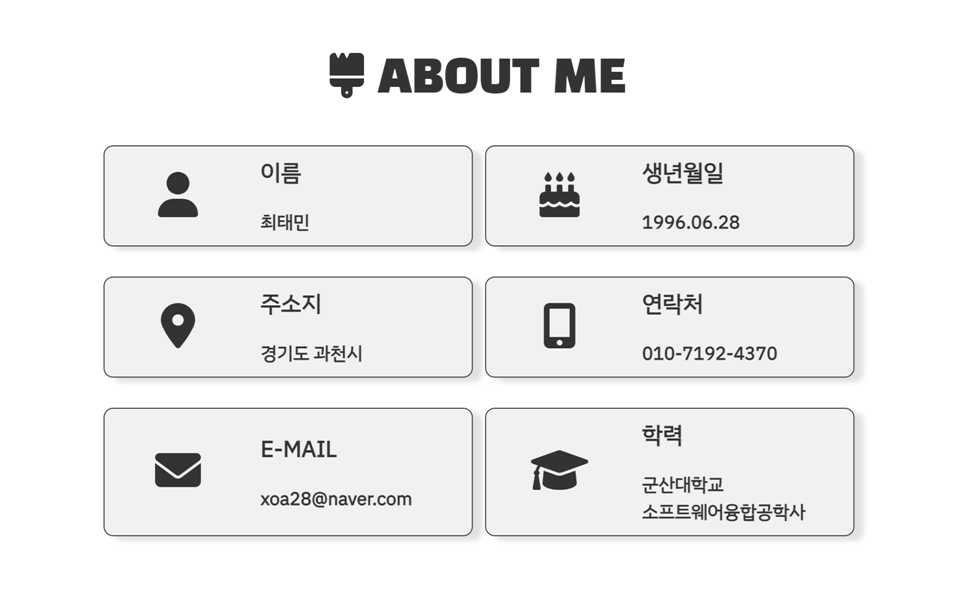 ABOUT ME
이름
최태민
생년월일
1996.06.28
주소지
경기도 과천시
연락처
010-7192-4370
E-MAIL
xoa28@naver.com
학력
군산대학교
소프트웨어융합공학사